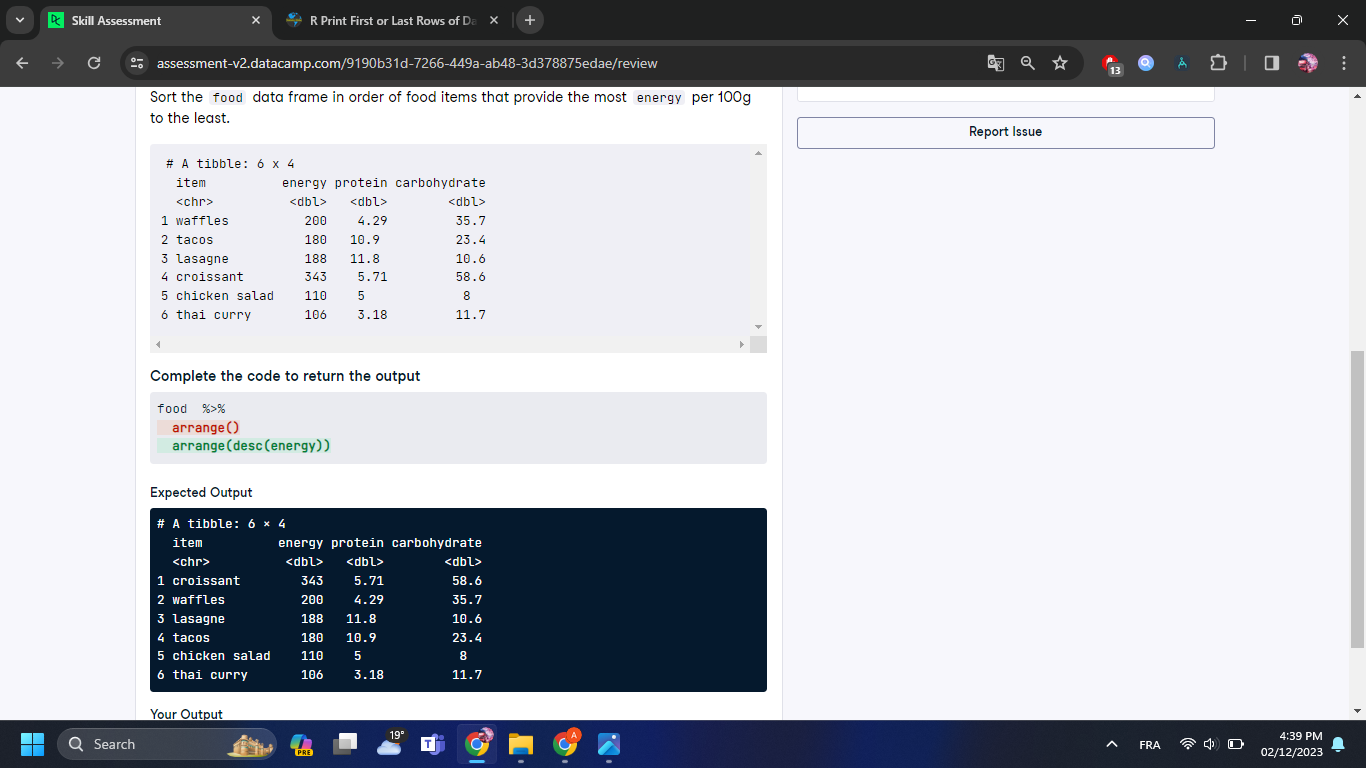 Skill Assessment
R Print First or Last Rows of Da
assessment-v2.datacamp.com/9190b31d-7266-449a-ab48-3d378875edae/review
13
Sort the food data frame in order of food items that provide the most energy per 100g
to the least.
# A tibble: 6 x 4
item energy protein carbohydrate
<chr> <dbl> <dbl> <dbl>
1 waffles 200 4.29 35.7
2 tacos 180 10.9 23.4
3 lasagne 188 11.8 10.6
4 croissant 343 5.71 58.6
5 chicken salad 110 5 8
6 thai curry 106 3.18 11.7
Report Issue
Complete the code to return the output
food %>%
arrange()
arrange(desc(energy))
Expected Output
# A tibble: 6 × 4
item energy protein carbohydrate
<chr> <dbl> <dbl> <dbl>
1 croissant 343 5.71 58.6
2 waffles 200 4.29 35.7
3 lasagne 188 11.8 10.6
4 tacos 180 10.9 23.4
5 chicken salad 110 5 8
6 thai curry 106 3.18 11.7
Your Output
Search
PRE
19°
A
FRA
4:39 PM
02/12/2023